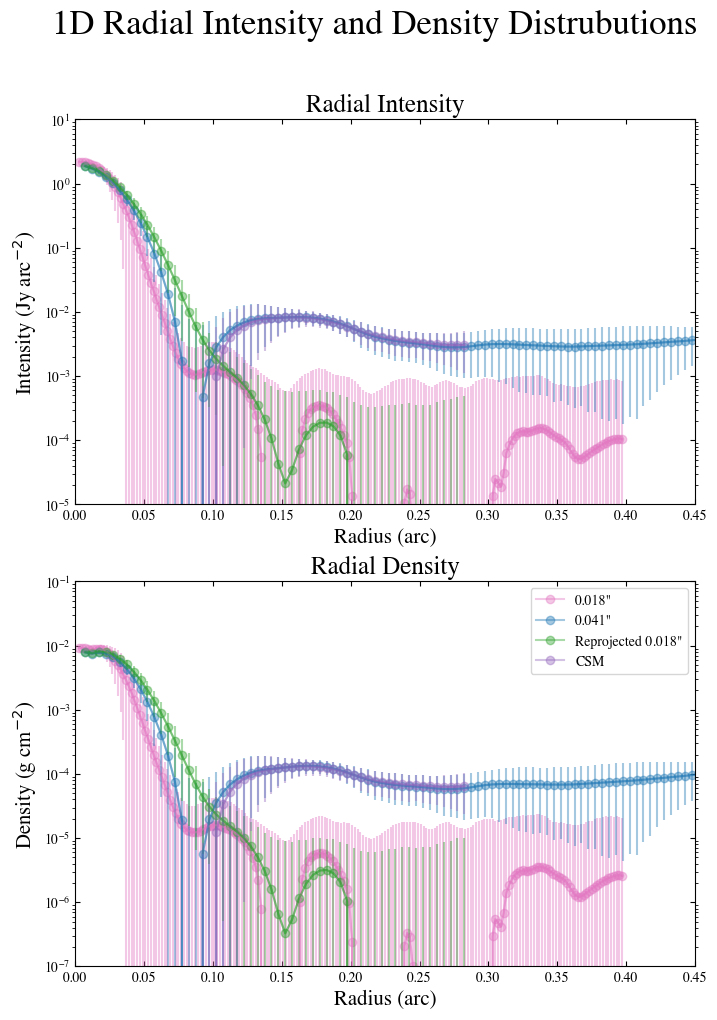 1D Radial Intensity and Density Distrubutions
Radial Intensity
10¹
10⁰
10⁻¹
10⁻²
10⁻³
10⁻⁴
10⁻⁵
Intensity (Jy arc⁻²)
0.00 0.05 0.10 0.15 0.20 0.25 0.30 0.35 0.40 0.45
Radius (arc)
Radial Density
10⁻¹
10⁻²
10⁻³
10⁻⁴
10⁻⁵
10⁻⁶
10⁻⁷
Density (g cm⁻²)
0.018"
0.041"
Reprojected 0.018"
CSM
0.00 0.05 0.10 0.15 0.20 0.25 0.30 0.35 0.40 0.45
Radius (arc)